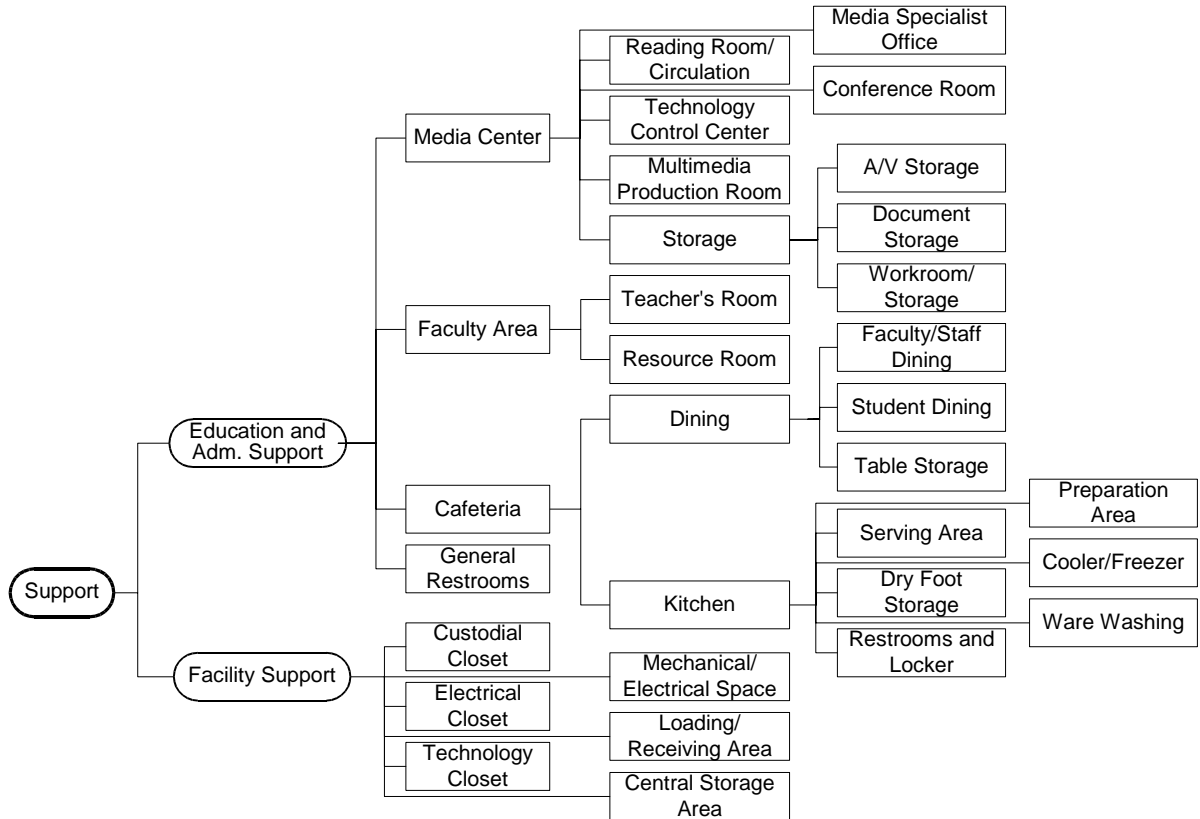 Media Specialist
Office
Reading Room/
Circulation
Conference Room
Technology
Control Center
Media Center
Multimedia
Production Room
A/V Storage
Storage
Document
Storage
Workroom/
Storage
Teacher's Room
Faculty Area
Resource Room
Faculty/Staff
Dining
Dining
Student Dining
Table Storage
Education and
Adm. Support
Cafeteria
General
Restrooms
Preparation
Area
Serving Area
Cooler/Freezer
Kitchen
Dry Foot
Storage
Ware Washing
Restrooms and
Locker
Support
Custodial
Closet
Facility Support
Mechanical/
Electrical Space
Electrical
Closet
Loading/
Receiving Area
Technology
Closet
Central Storage
Area